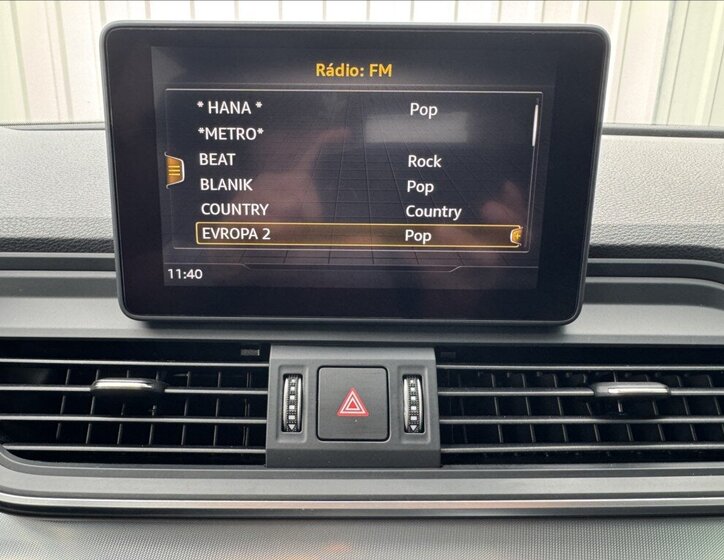 Rádio: FM
* HANA * Pop
*METRO*
BEAT Rock
BLANIK Pop
COUNTRY Country
EVROPA 2 Pop
11:40